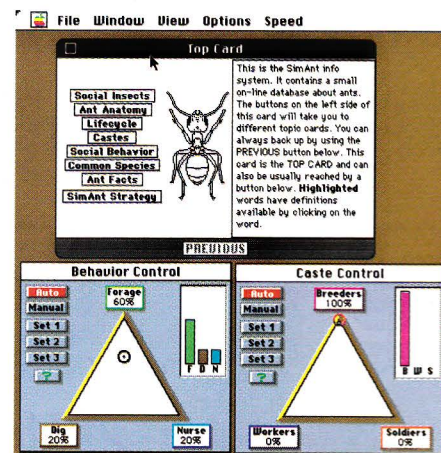 File Window View Options Speed
Top Card
Social Insects
Ant Anatomy
Lifecycle
Castes
Social Behavior
Common Species
Ant Facts
SimAnt Strategy
This is the SimAnt info
system. It contains a small
on-line database about ants.
The buttons on the left side of
this card will take you to
different topic cards. You can
always back up by using the
PREVIOUS button below. This
card is the TOP CARD and can
also be usually reached by a
button below. Highlighted
words have definitions
available by clicking on the
word.
PREVIOUS
Behavior Control
Auto
Manual
Set 1
Set 2
Set 3
?
Forage
60%
Dig
20%
Nurse
20%
F D N
Caste Control
Auto
Manual
Set 1
Set 2
Set 3
?
Breeders
100%
Workers
0%
Soldiers
0%
B W S